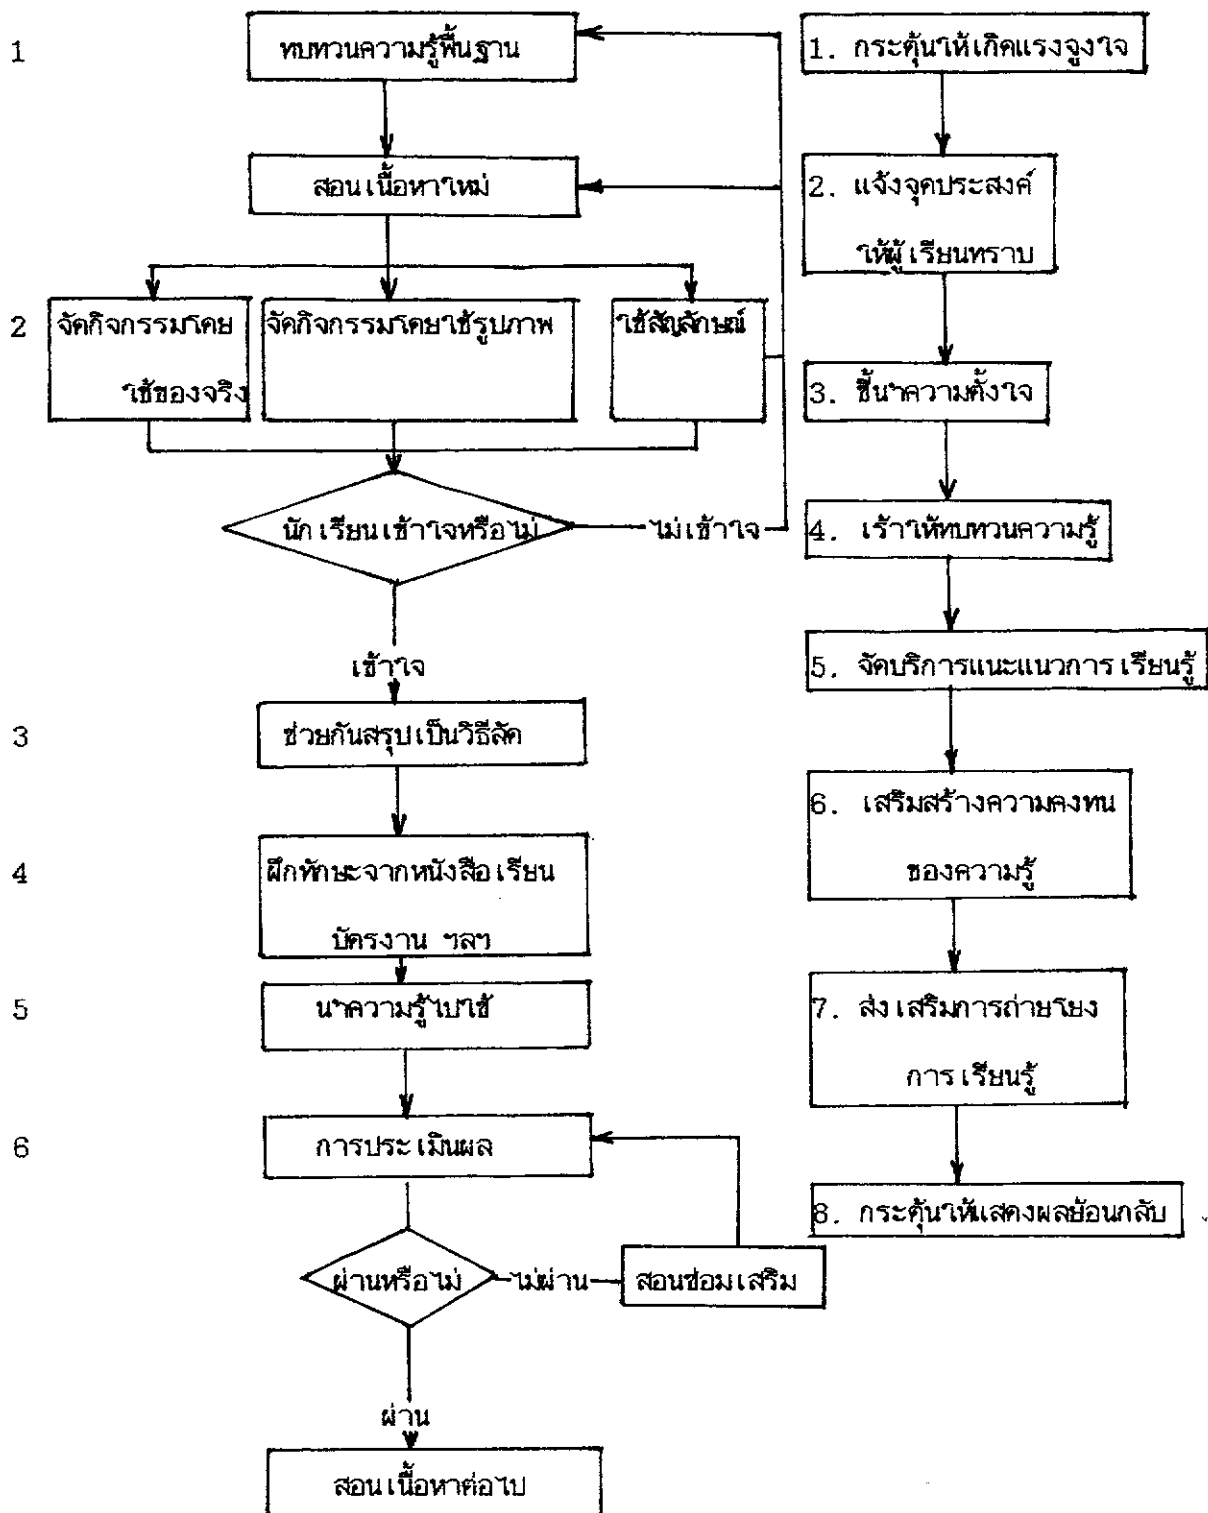 1
ทบทวนความรู้พื้นฐาน
สอนเนื้อหาใหม่
2
จัดกิจกรรมโดย
ใช้ของจริง
จัดกิจกรรมโดยใช้รูปภาพ
ใช้สัญลักษณ์
นักเรียนเข้าใจหรือไม่
ไม่เข้าใจ
เข้าใจ
3
ช่วยกันสรุปเป็นวิธีลัด
4
ฝึกทักษะจากหนังสือเรียน
บัตรงาน ฯลฯ
5
นำความรู้ไปใช้
6
การประเมินผล
ผ่านหรือไม่
ไม่ผ่าน
สอนซ่อมเสริม
ผ่าน
สอนเนื้อหาต่อไป
1. กระตุ้นให้เกิดแรงจูงใจ
2. แจ้งจุดประสงค์
ให้ผู้เรียนทราบ
3. ชี้นำความตั้งใจ
4. เร้าให้ทบทวนความรู้
5. จัดบริการแนะแนวการเรียนรู้
6. เสริมสร้างความคงทน
ของความรู้
7. ส่งเสริมการถ่ายโยง
การเรียนรู้
8. กระตุ้นให้แสดงผลย้อนกลับ